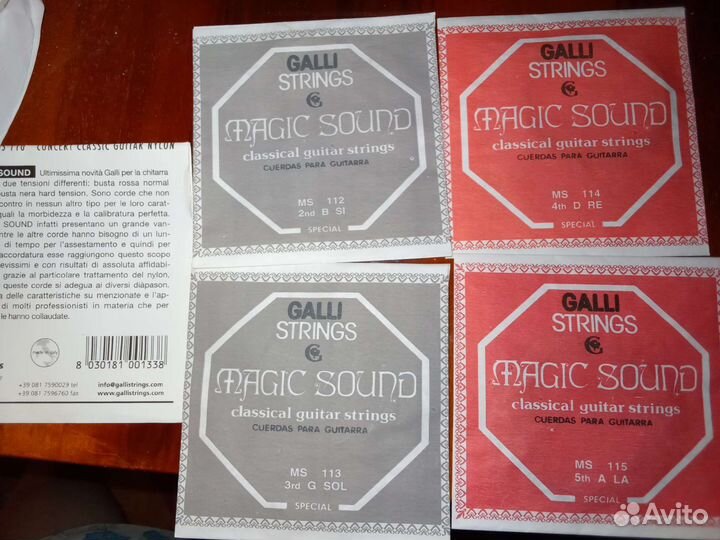 CONCERT CLASSIC GUITAR NYLON
SOUND Ultimissima novità Galli per la chitarra
due tensioni differenti: busta rossa normal
usta nera hard tension. Sono corde che non
contro in nessun altro tipo per le loro carat-
quali la morbidezza e la calibratura perfetta.
SOUND infatti presentano un grande van-
ntre le altre corde hanno bisogno di un lun-
di tempo per l'assestamento e quindi per
accordatura esse raggiungono questo scopo
evissimi e con risultati di assoluta affidabi-
grazie al particolare trattamento del nylon.
queste corde si adegua ai diversi diàpason.
a delle caratteristiche su menzionate e l'ap-
di molti professionisti in materia che per
le hanno collaudate.
made in italy
8 030181 001338
+39 081 7590029 tel
info@gallistrings.com
+39 081 7596760 fax
www.gallistrings.com
GALLI
STRINGS
G
MAGIC SOUND
classical guitar strings
CUERDAS PARA GUITARRA
MS 112
2nd B SI
SPECIAL
GALLI
STRINGS
G
MAGIC SOUND
classical guitar strings
CUERDAS PARA GUITARRA
MS 114
4th D RE
SPECIAL
GALLI
STRINGS
G
MAGIC SOUND
classical guitar strings
CUERDAS PARA GUITARRA
MS 113
3rd G SOL
SPECIAL
GALLI
STRINGS
G
MAGIC SOUND
classical guitar strings
CUERDAS PARA GUITARRA
MS 115
5th A LA
SPECIAL
Avito